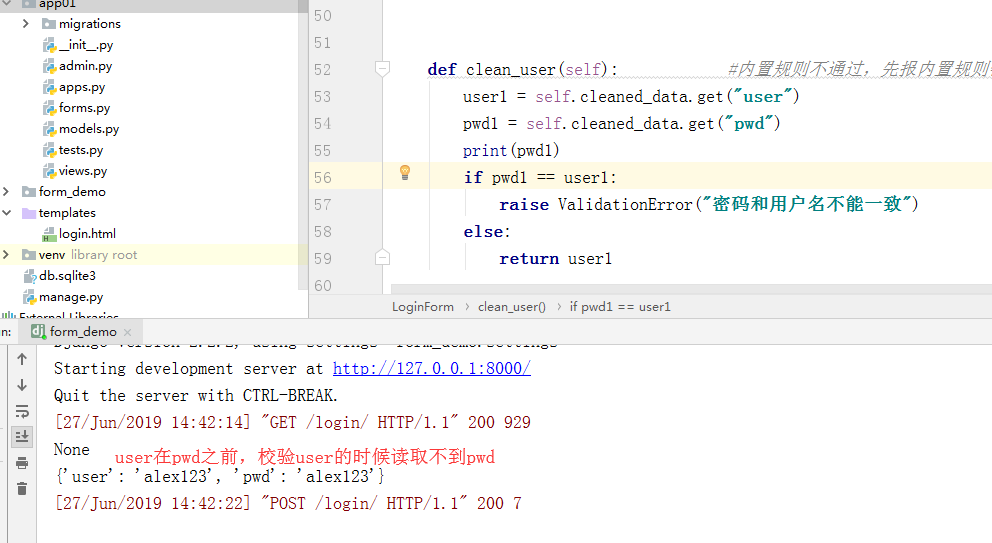 app01
migrations
__init__.py
admin.py
apps.py
forms.py
models.py
tests.py
views.py
form_demo
templates
login.html
venv library root
db.sqlite3
manage.py
External Libraries
50
51
52 def clean_user(self): #内置规则不通过，先报内置规则
53 user1 = self.cleaned_data.get("user")
54 pwd1 = self.cleaned_data.get("pwd")
55 print(pwd1)
56 if pwd1 == user1:
57 raise ValidationError("密码和用户名不能一致")
58 else:
59 return user1
60
LoginForm › clean_user() › if pwd1 == user1
n: form_demo ×
Starting development server at http://127.0.0.1:8000/
Quit the server with CTRL-BREAK.
[27/Jun/2019 14:42:14] "GET /login/ HTTP/1.1" 200 929
None
user在pwd之前，校验user的时候读取不到pwd
{'user': 'alex123', 'pwd': 'alex123'}
[27/Jun/2019 14:42:22] "POST /login/ HTTP/1.1" 200 7